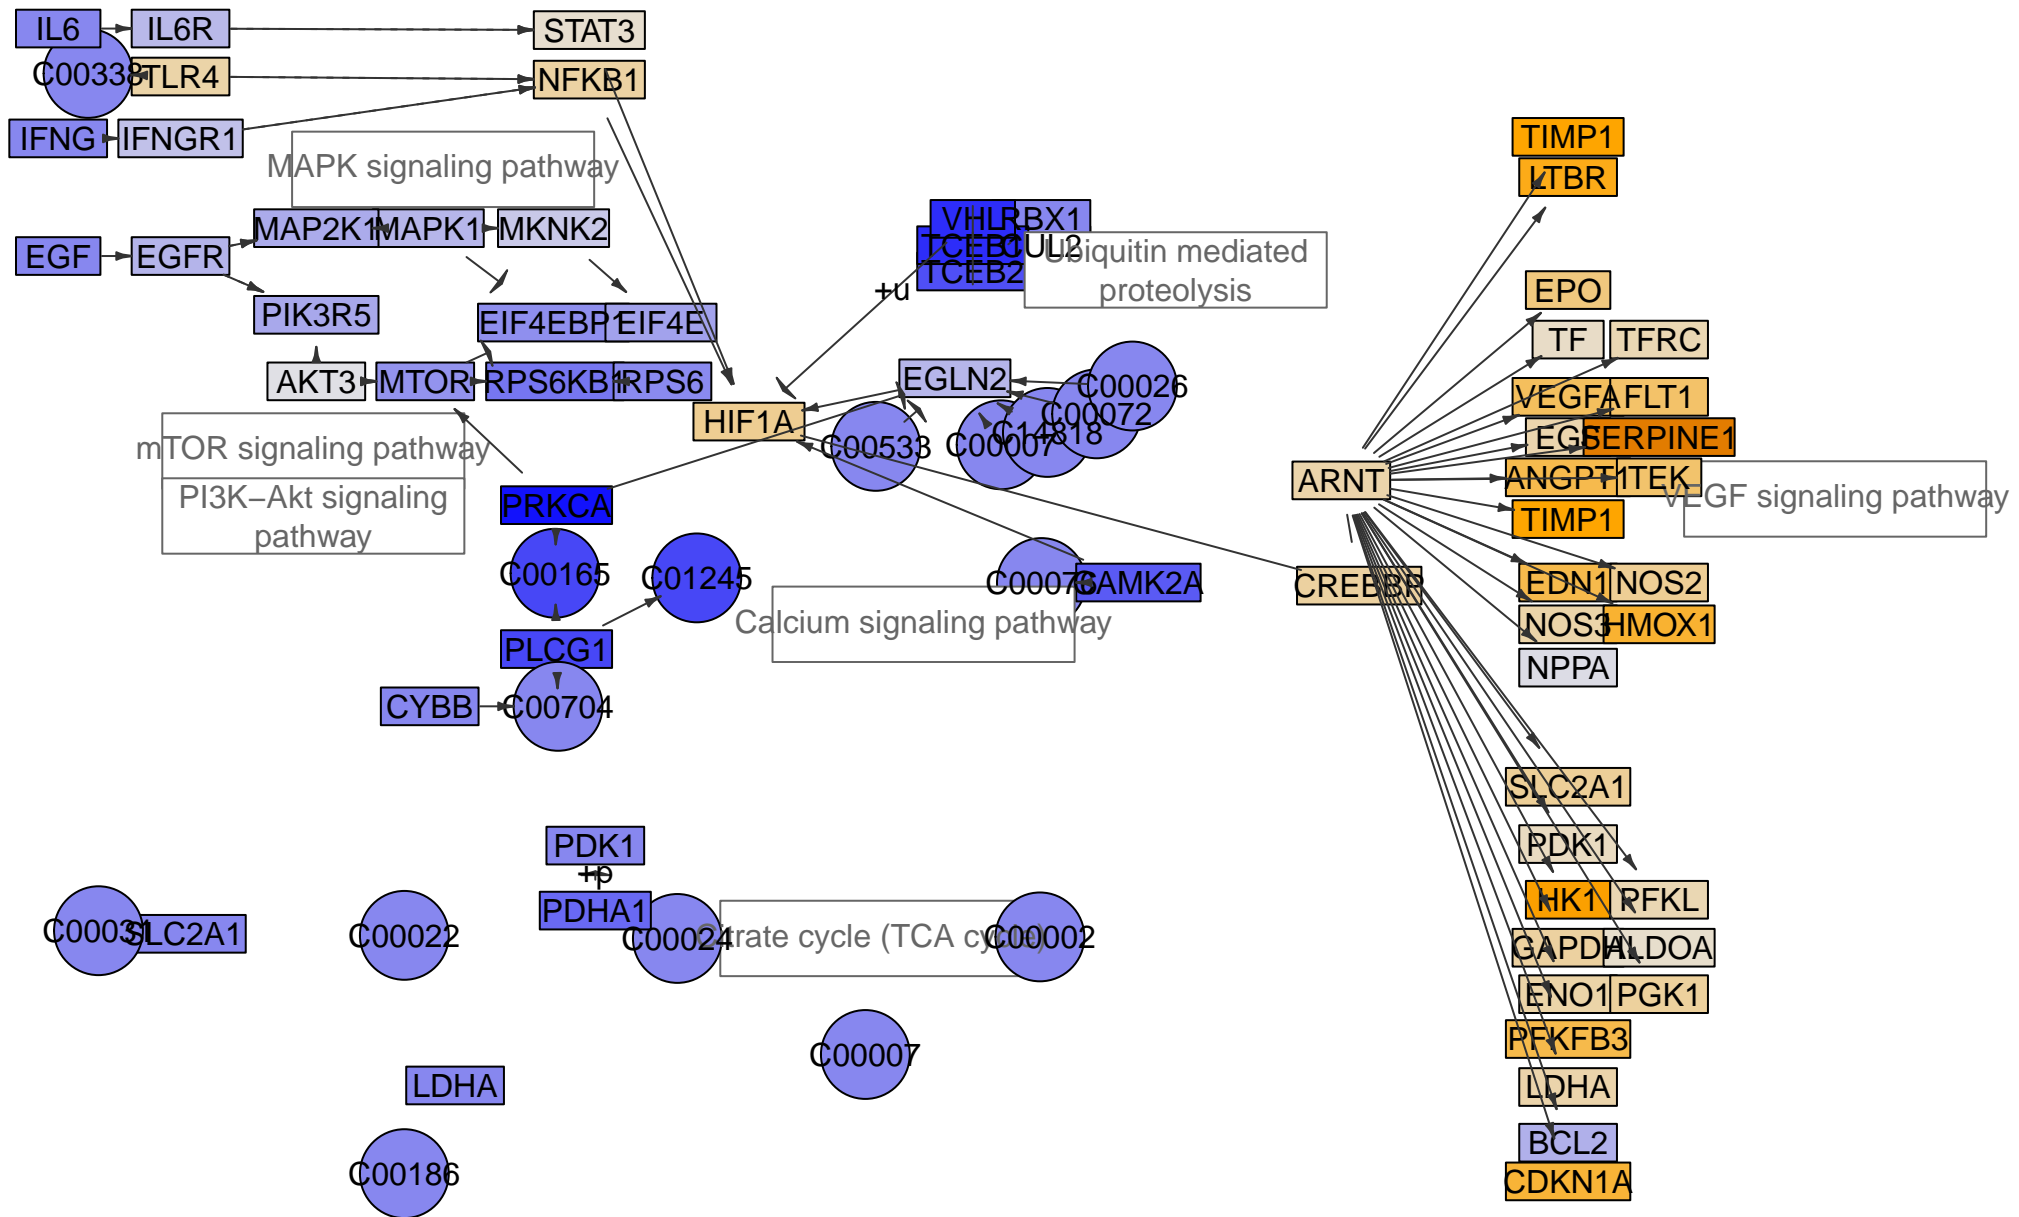 IL6
IL6R
STAT3
C00338
TLR4
NFKB1
IFNG
IFNGR1
MAPK signaling pathway
TIMP1
LTBR
MAP2K1
MAPK1
MKNK2
EGF
EGFR
VHL
RBX1
TCEB1
CUL2
TCEB2
Ubiquitin mediated
proteolysis
+u
PIK3R5
EIF4EBP1
EIF4E
EPO
TF
TFRC
AKT3
MTOR
RPS6KB1
RPS6
EGLN2
C00026
C00072
C14818
C00007
C00533
HIF1A
VEGFA
FLT1
EGF
SERPINE1
mTOR signaling pathway
PI3K–Akt signaling
pathway
PRKCA
ARNT
ANGPT1
TEK
VEGF signaling pathway
TIMP1
C00165
C01245
C00076
CAMK2A
CREBBP
EDN1
NOS2
Calcium signaling pathway
NOS3
HMOX1
PLCG1
NPPA
CYBB
C00704
SLC2A1
PDK1
+p
PDHA1
PDK1
HK1
PFKL
C00031
SLC2A1
C00022
C00024
Citrate cycle (TCA cycle)
C00002
GAPDH
ALDOA
ENO1
PGK1
C00007
PFKFB3
LDHA
LDHA
BCL2
C00186
CDKN1A